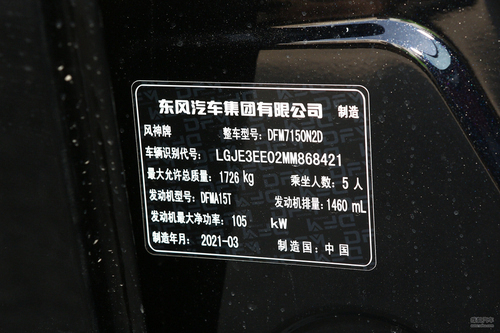 东风汽车集团有限公司 制造
风神牌 整车型号: DFM7150N2D
车辆识别代号: LGJE3EE02MM868421
最大允许总质量: 1726 kg 乘坐人数: 5 人
发动机型号: DFMA15T 发动机排量: 1460 mL
发动机最大净功率: 105 kW
制造年月: 2021-03 制造国: 中国